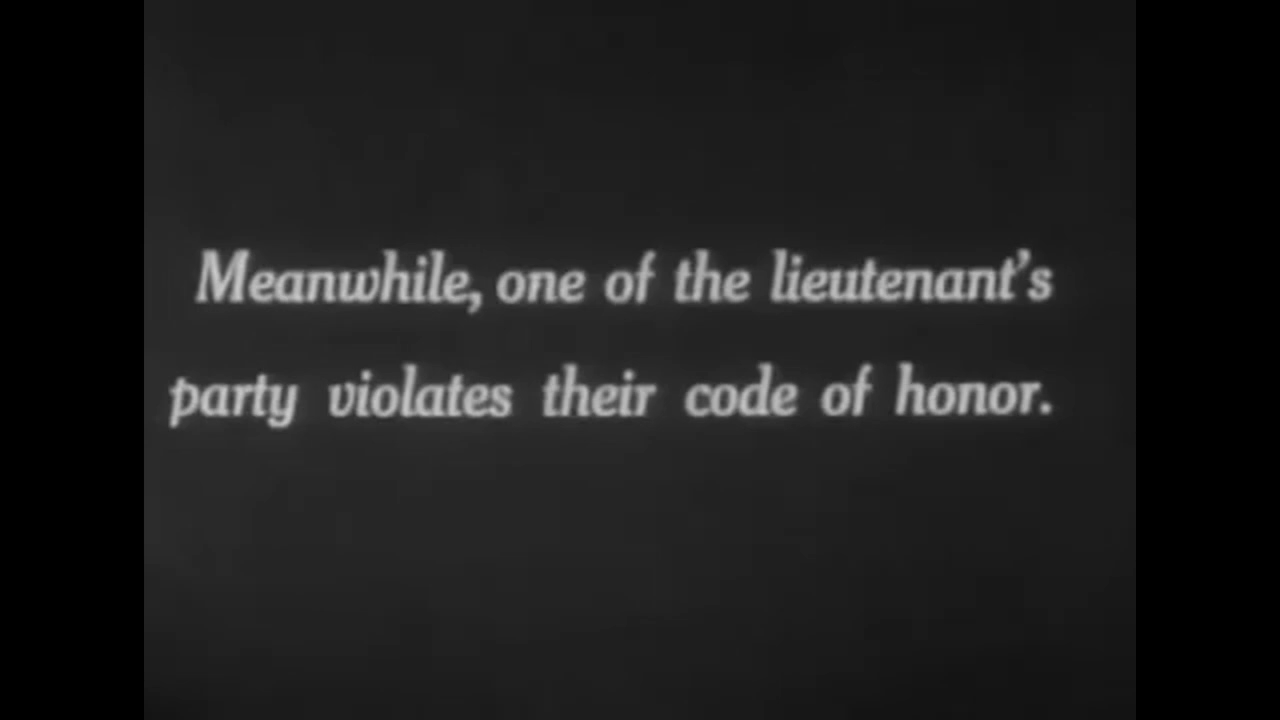 Meanwhile, one of the lieutenant's
party violates their code of honor.